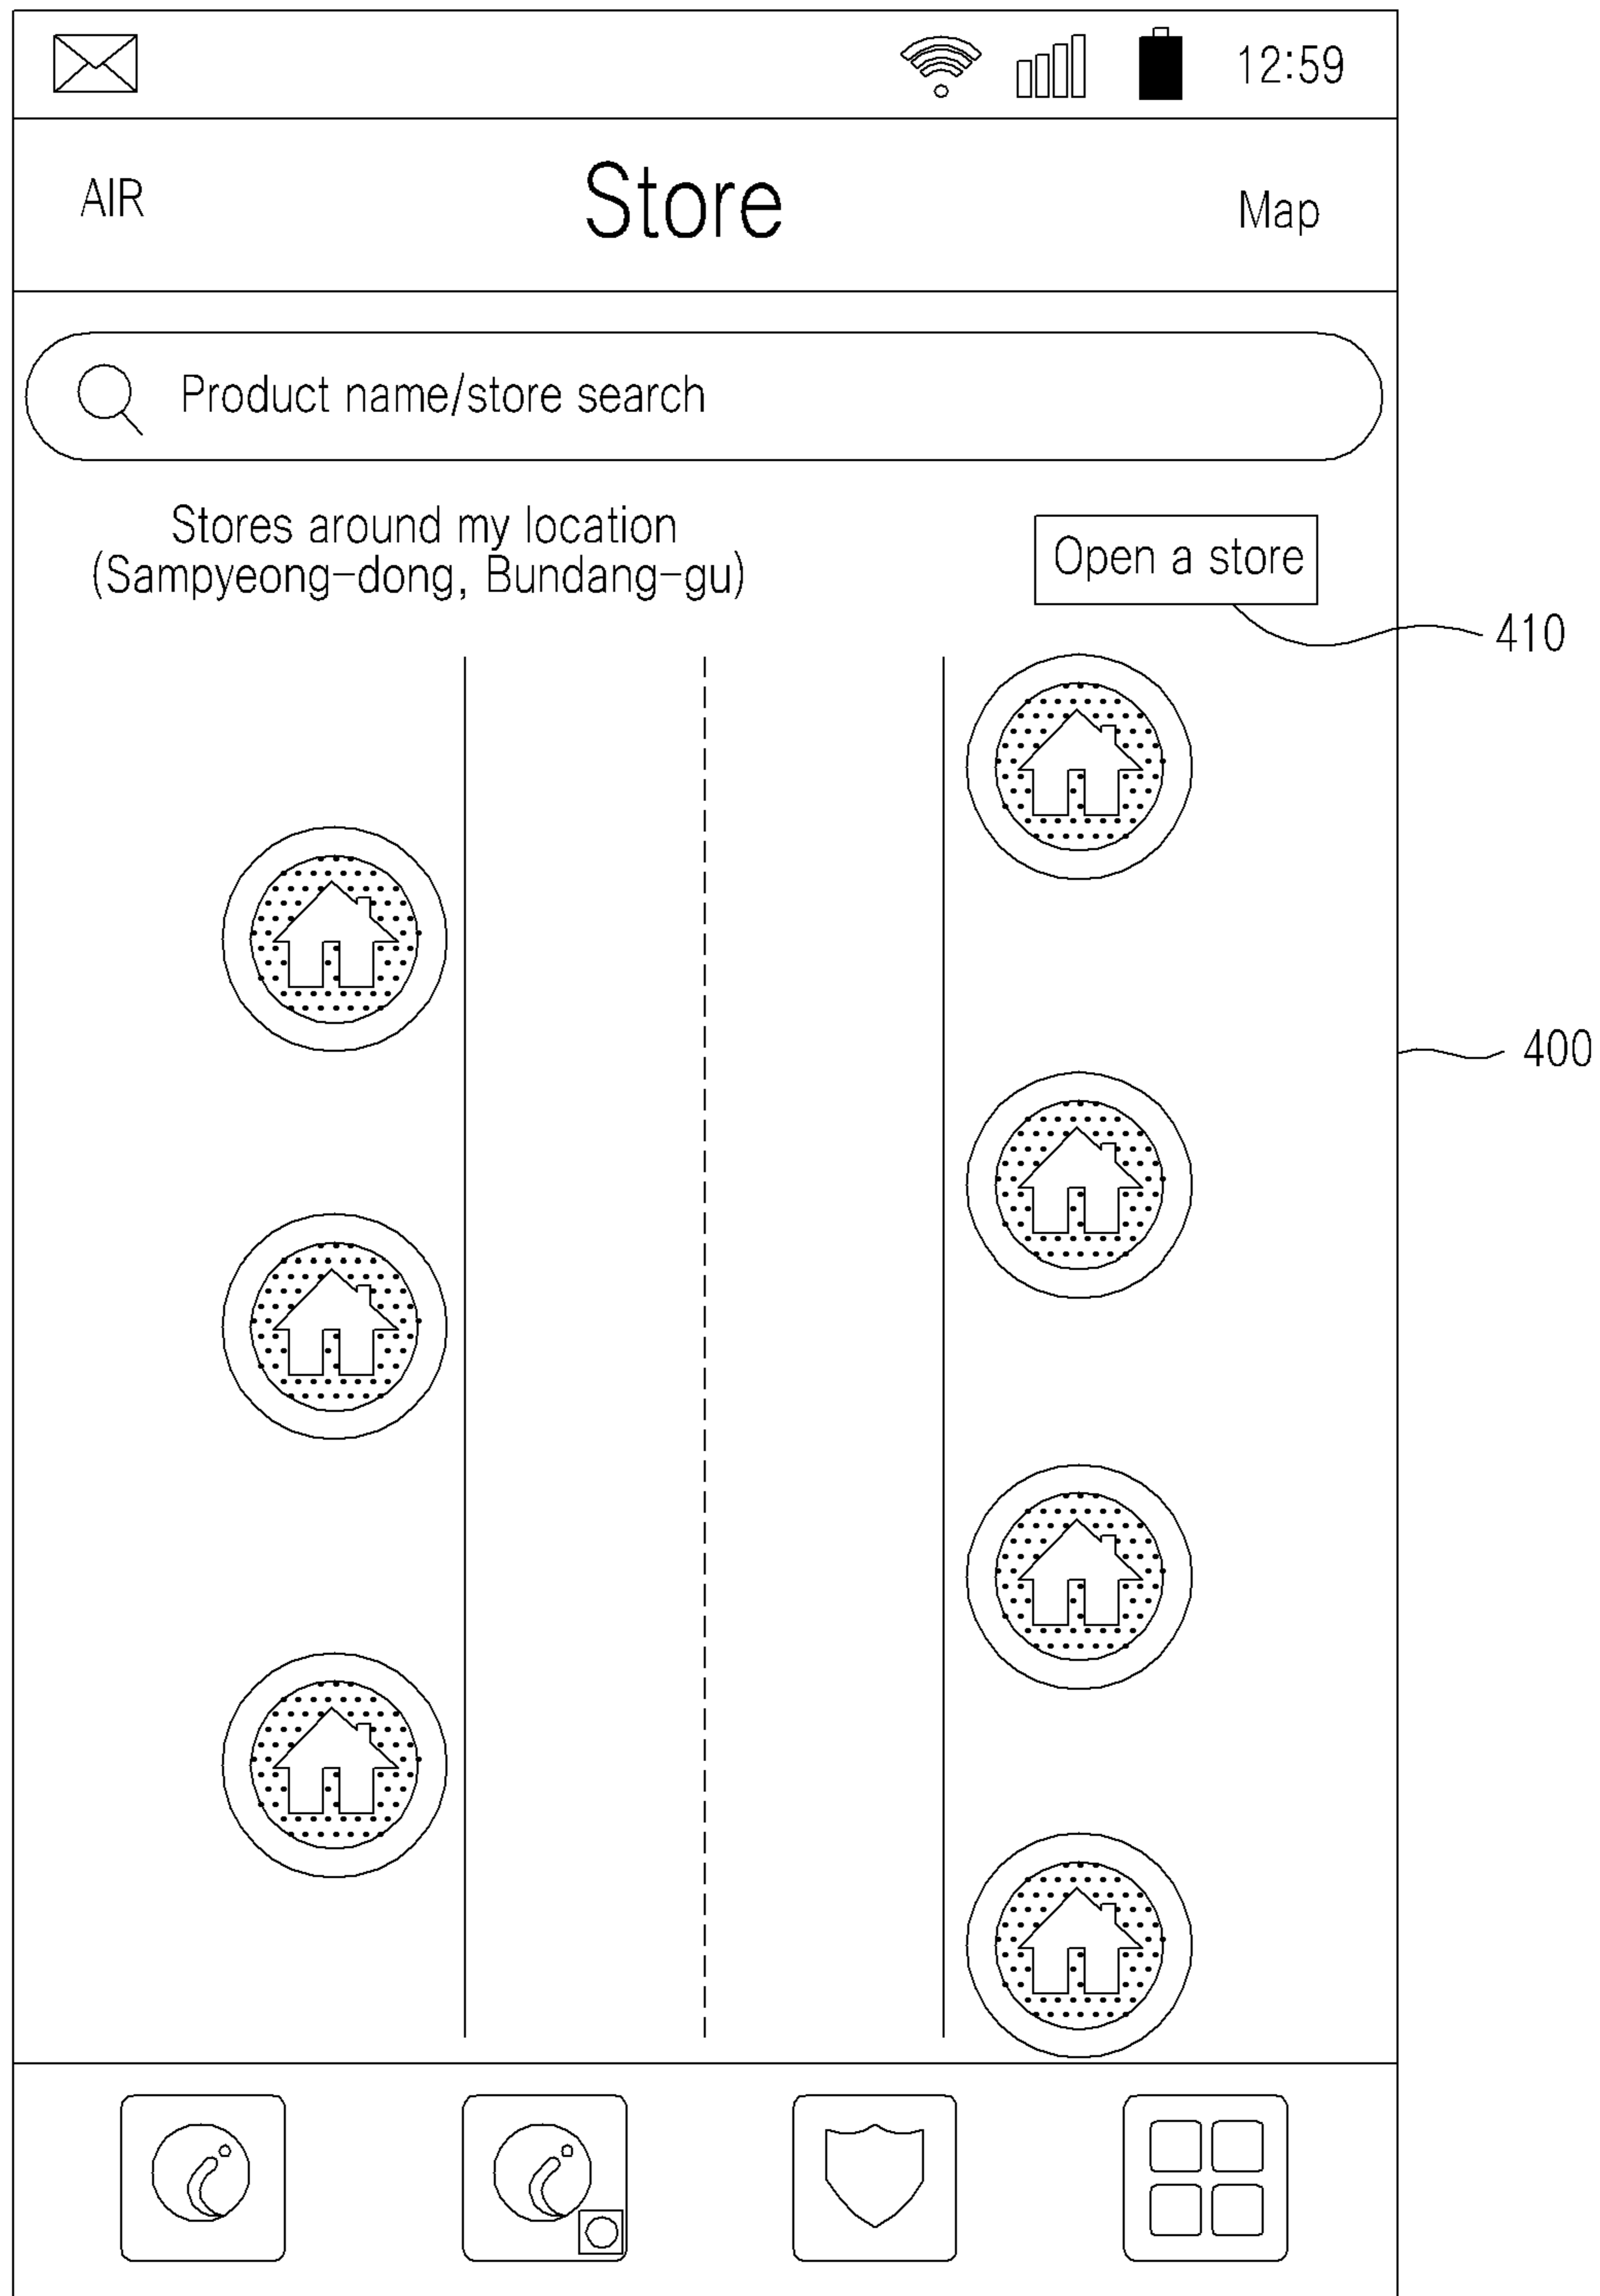 12:59
AIR
Store
Map
Product name/store search
Stores around my location
(Sampyeong-dong, Bundang-gu)
Open a store
410
400